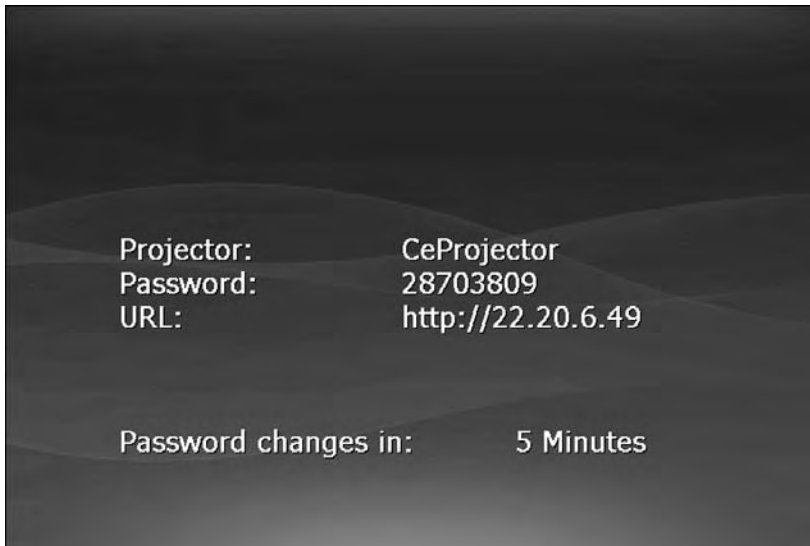 Projector: CeProjector
Password: 28703809
URL: http://22.20.6.49
Password changes in: 5 Minutes